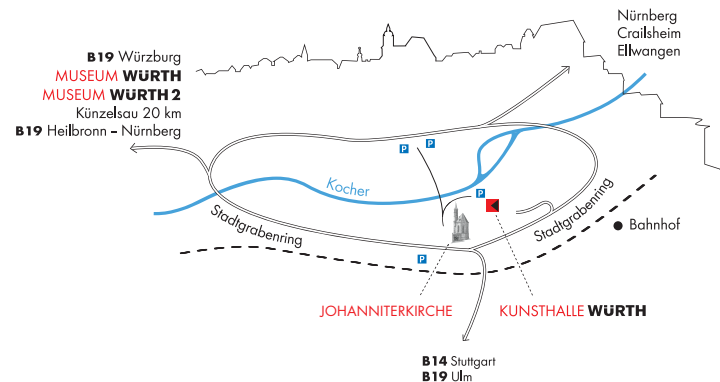 Nürnberg
Crailsheim
Ellwangen
B19 Würzburg
MUSEUM WÜRTH
MUSEUM WÜRTH 2
Künzelsau 20 km
B19 Heilbronn – Nürnberg
P
P
Kocher
P
Stadtgrabenring
Stadtgrabenring
Bahnhof
P
JOHANNITERKIRCHE
KUNSTHALLE WÜRTH
B14 Stuttgart
B19 Ulm